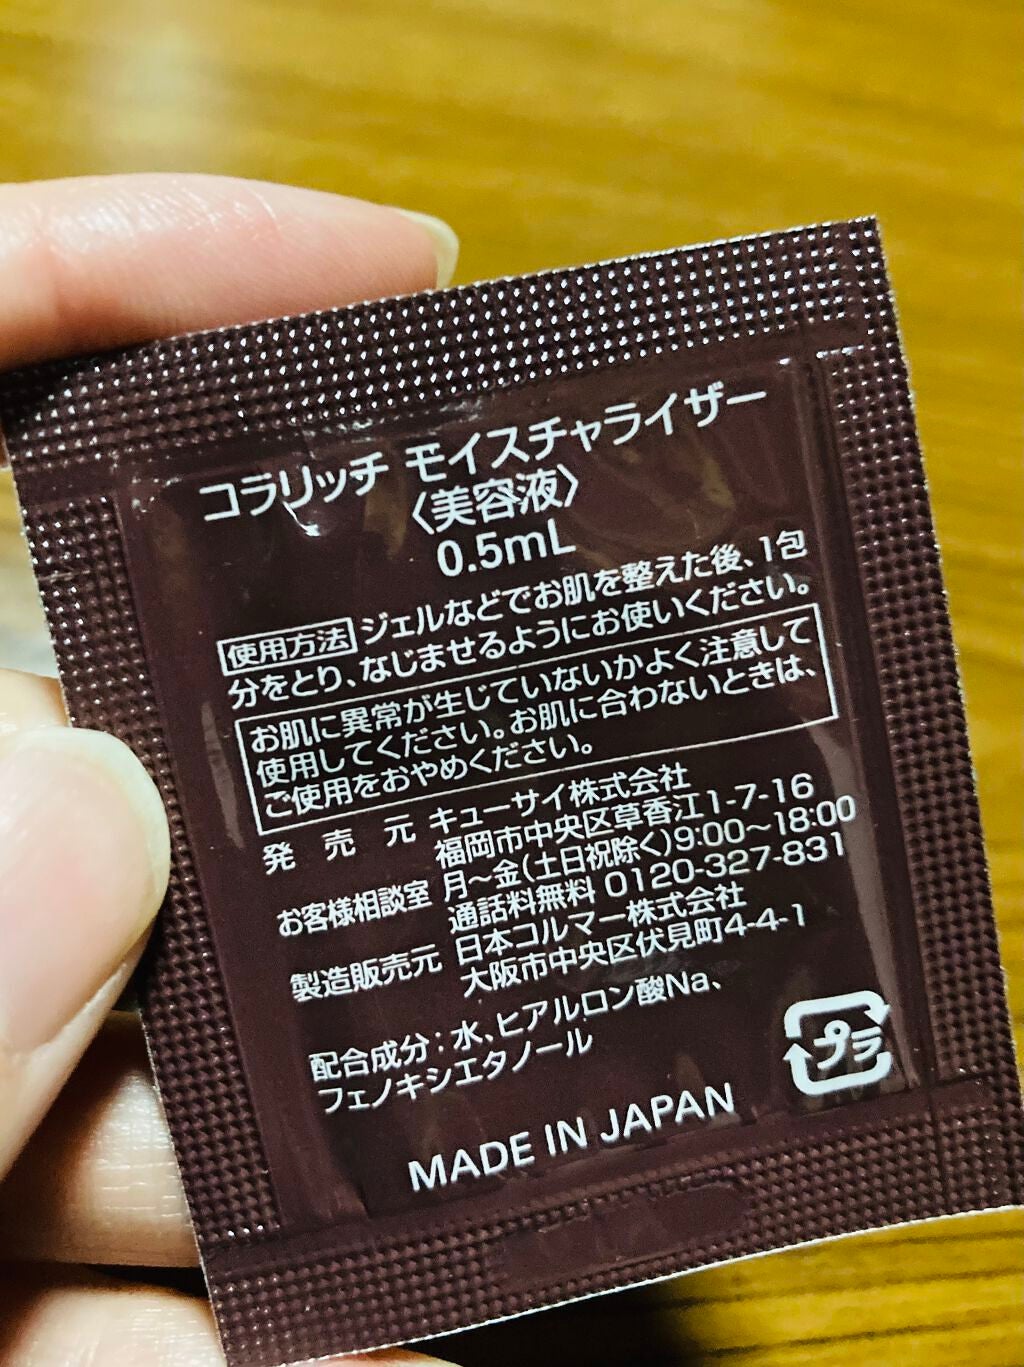 コラリッチ モイスチャライザー
〈美容液〉
0.5mL
使用方法 ジェルなどでお肌を整えた後、1包
分をとり、なじませるようにお使いください。
お肌に異常が生じていないかよく注意して
使用してください。お肌に合わないときは、
ご使用をおやめください。
発売元 キューサイ株式会社
福岡市中央区草香江1-7-16
お客様相談室 月～金(土日祝除く)9:00～18:00
通話料無料 0120-327-831
製造販売元 日本コルマー株式会社
大阪市中央区伏見町4-4-1
配合成分：水、ヒアルロン酸Na、
フェノキシエタノール
プラ
MADE IN JAPAN